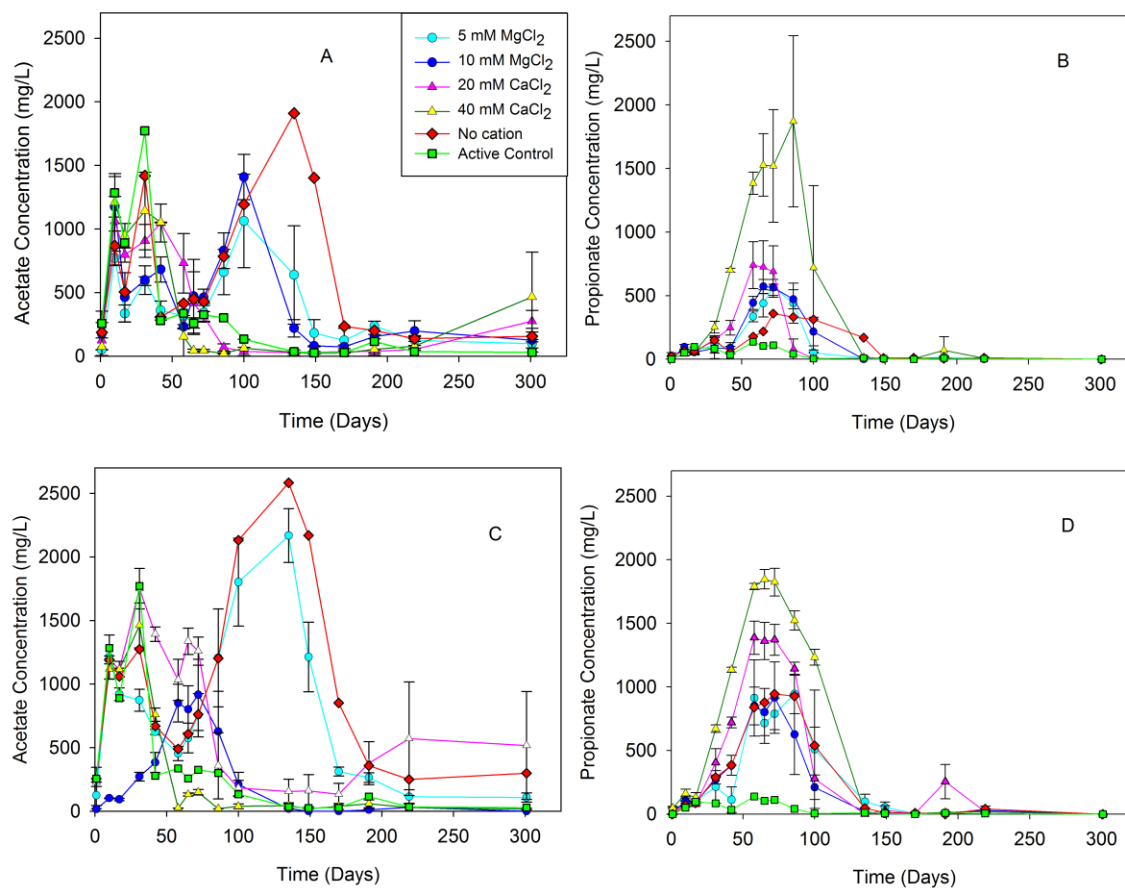 A
5 mM MgCl2
10 mM MgCl2
20 mM CaCl2
40 mM CaCl2
No cation
Active Control
Acetate Concentration (mg/L)
2500
2000
1500
1000
500
0
0 50 100 150 200 250 300
Time (Days)
B
Propionate Concentration (mg/L)
2500
2000
1500
1000
500
0
0 50 100 150 200 250 300
Time (Days)
C
Acetate Concentration (mg/L)
2500
2000
1500
1000
500
0
0 50 100 150 200 250 300
Time (Days)
D
Propionate Concentration (mg/L)
2500
2000
1500
1000
500
0
0 50 100 150 200 250 300
Time (Days)